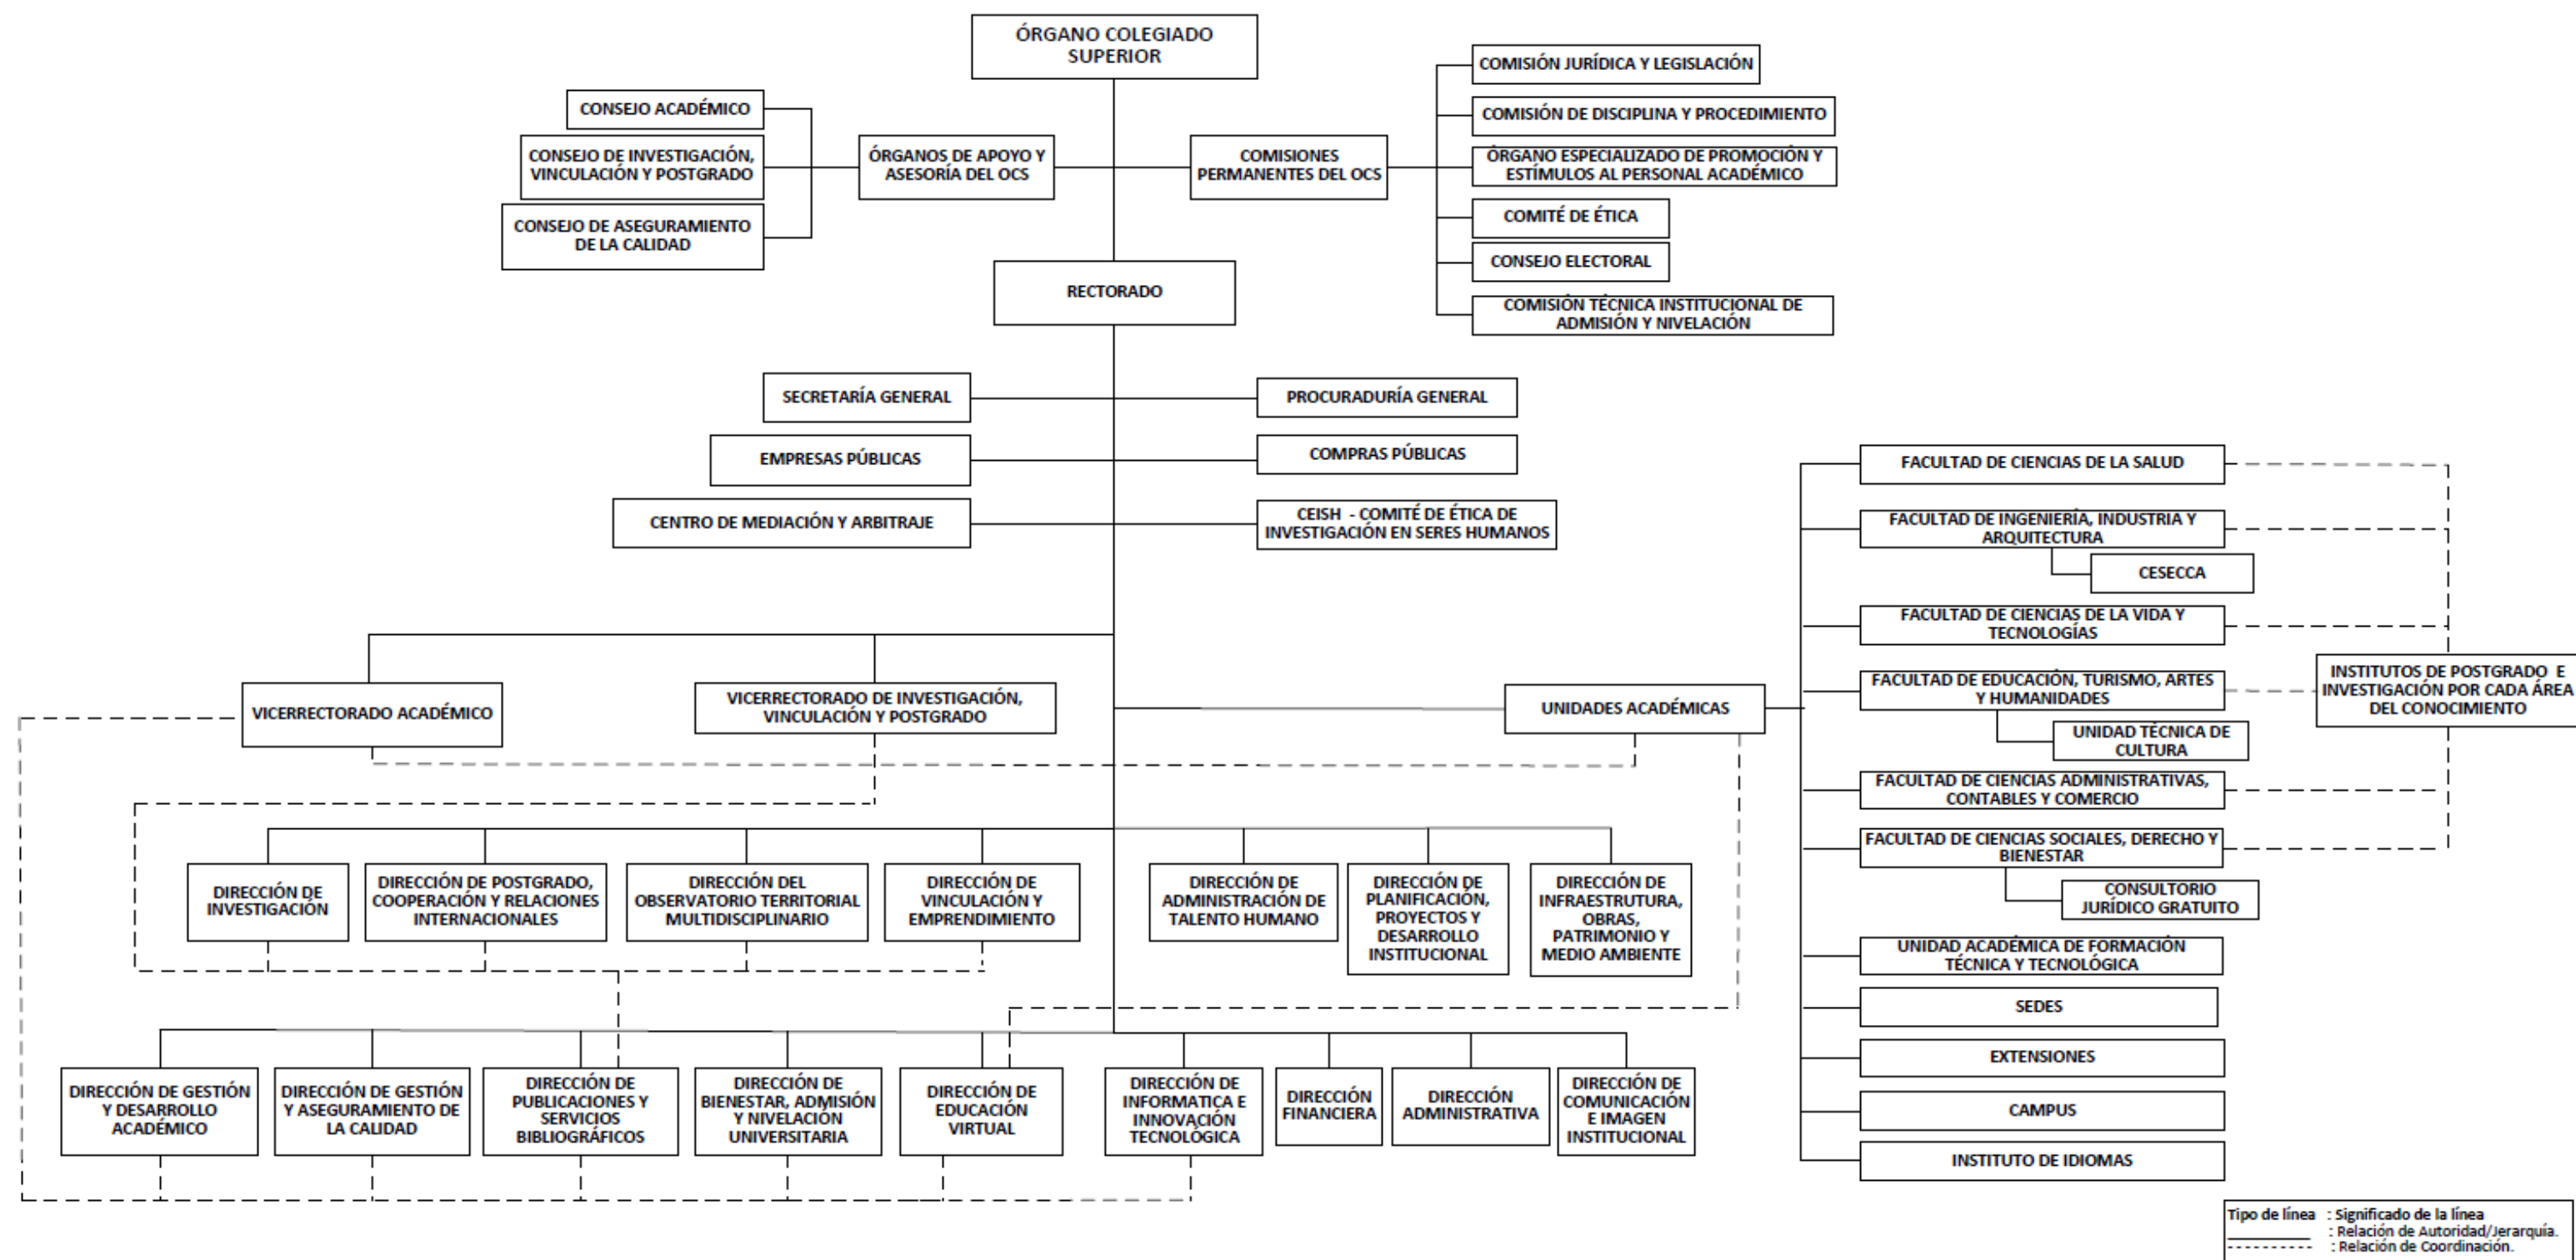 ÓRGANO COLEGIADO
SUPERIOR
CONSEJO ACADÉMICO
CONSEJO DE INVESTIGACIÓN,
VINCULACIÓN Y POSTGRADO
CONSEJO DE ASEGURAMIENTO
DE LA CALIDAD
ÓRGANOS DE APOYO Y
ASESORÍA DEL OCS
COMISIONES
PERMANENTES DEL OCS
COMISIÓN JURÍDICA Y LEGISLACIÓN
COMISIÓN DE DISCIPLINA Y PROCEDIMIENTO
ÓRGANO ESPECIALIZADO DE PROMOCIÓN Y
ESTÍMULOS AL PERSONAL ACADÉMICO
COMITÉ DE ÉTICA
CONSEJO ELECTORAL
COMISIÓN TÉCNICA INSTITUCIONAL DE
ADMISIÓN Y NIVELACIÓN
RECTORADO
SECRETARÍA GENERAL
PROCURADURÍA GENERAL
EMPRESAS PÚBLICAS
COMPRAS PÚBLICAS
CENTRO DE MEDIACIÓN Y ARBITRAJE
CEISH - COMITÉ DE ÉTICA DE
INVESTIGACIÓN EN SERES HUMANOS
VICERRECTORADO ACADÉMICO
VICERRECTORADO DE INVESTIGACIÓN,
VINCULACIÓN Y POSTGRADO
UNIDADES ACADÉMICAS
FACULTAD DE CIENCIAS DE LA SALUD
FACULTAD DE INGENIERÍA, INDUSTRIA Y
ARQUITECTURA
CESECCA
FACULTAD DE CIENCIAS DE LA VIDA Y
TECNOLOGÍAS
FACULTAD DE EDUCACIÓN, TURISMO, ARTES
Y HUMANIDADES
UNIDAD TÉCNICA DE
CULTURA
FACULTAD DE CIENCIAS ADMINISTRATIVAS,
CONTABLES Y COMERCIO
FACULTAD DE CIENCIAS SOCIALES, DERECHO Y
BIENESTAR
CONSULTORIO
JURÍDICO GRATUITO
UNIDAD ACADÉMICA DE FORMACIÓN
TÉCNICA Y TECNOLÓGICA
SEDES
EXTENSIONES
CAMPUS
INSTITUTO DE IDIOMAS
INSTITUTOS DE POSTGRADO E
INVESTIGACIÓN POR CADA ÁREA
DEL CONOCIMIENTO
DIRECCIÓN DE
INVESTIGACIÓN
DIRECCIÓN DE POSTGRADO,
COOPERACIÓN Y RELACIONES
INTERNACIONALES
DIRECCIÓN DEL
OBSERVATORIO TERRITORIAL
MULTIDISCIPLINARIO
DIRECCIÓN DE
VINCULACIÓN Y
EMPRENDIMIENTO
DIRECCIÓN DE
ADMINISTRACIÓN DE
TALENTO HUMANO
DIRECCIÓN DE
PLANIFICACIÓN,
PROYECTOS Y
DESARROLLO
INSTITUCIONAL
DIRECCIÓN DE
INFRAESTRUTURA,
OBRAS,
PATRIMONIO Y
MEDIO AMBIENTE
DIRECCIÓN DE GESTIÓN
Y DESARROLLO
ACADÉMICO
DIRECCIÓN DE GESTIÓN
Y ASEGURAMIENTO DE
LA CALIDAD
DIRECCIÓN DE
PUBLICACIONES Y
SERVICIOS
BIBLIOGRÁFICOS
DIRECCIÓN DE
BIENESTAR, ADMISIÓN
Y NIVELACIÓN
UNIVERSITARIA
DIRECCIÓN DE
EDUCACIÓN
VIRTUAL
DIRECCIÓN DE
INFORMATICA E
INNOVACIÓN
TECNOLÓGICA
DIRECCIÓN
FINANCIERA
DIRECCIÓN
ADMINISTRATIVA
DIRECCIÓN DE
COMUNICACIÓN
E IMAGEN
INSTITUCIONAL
Tipo de línea : Significado de la línea
: Relación de Autoridad/Jerarquía.
: Relación de Coordinación.